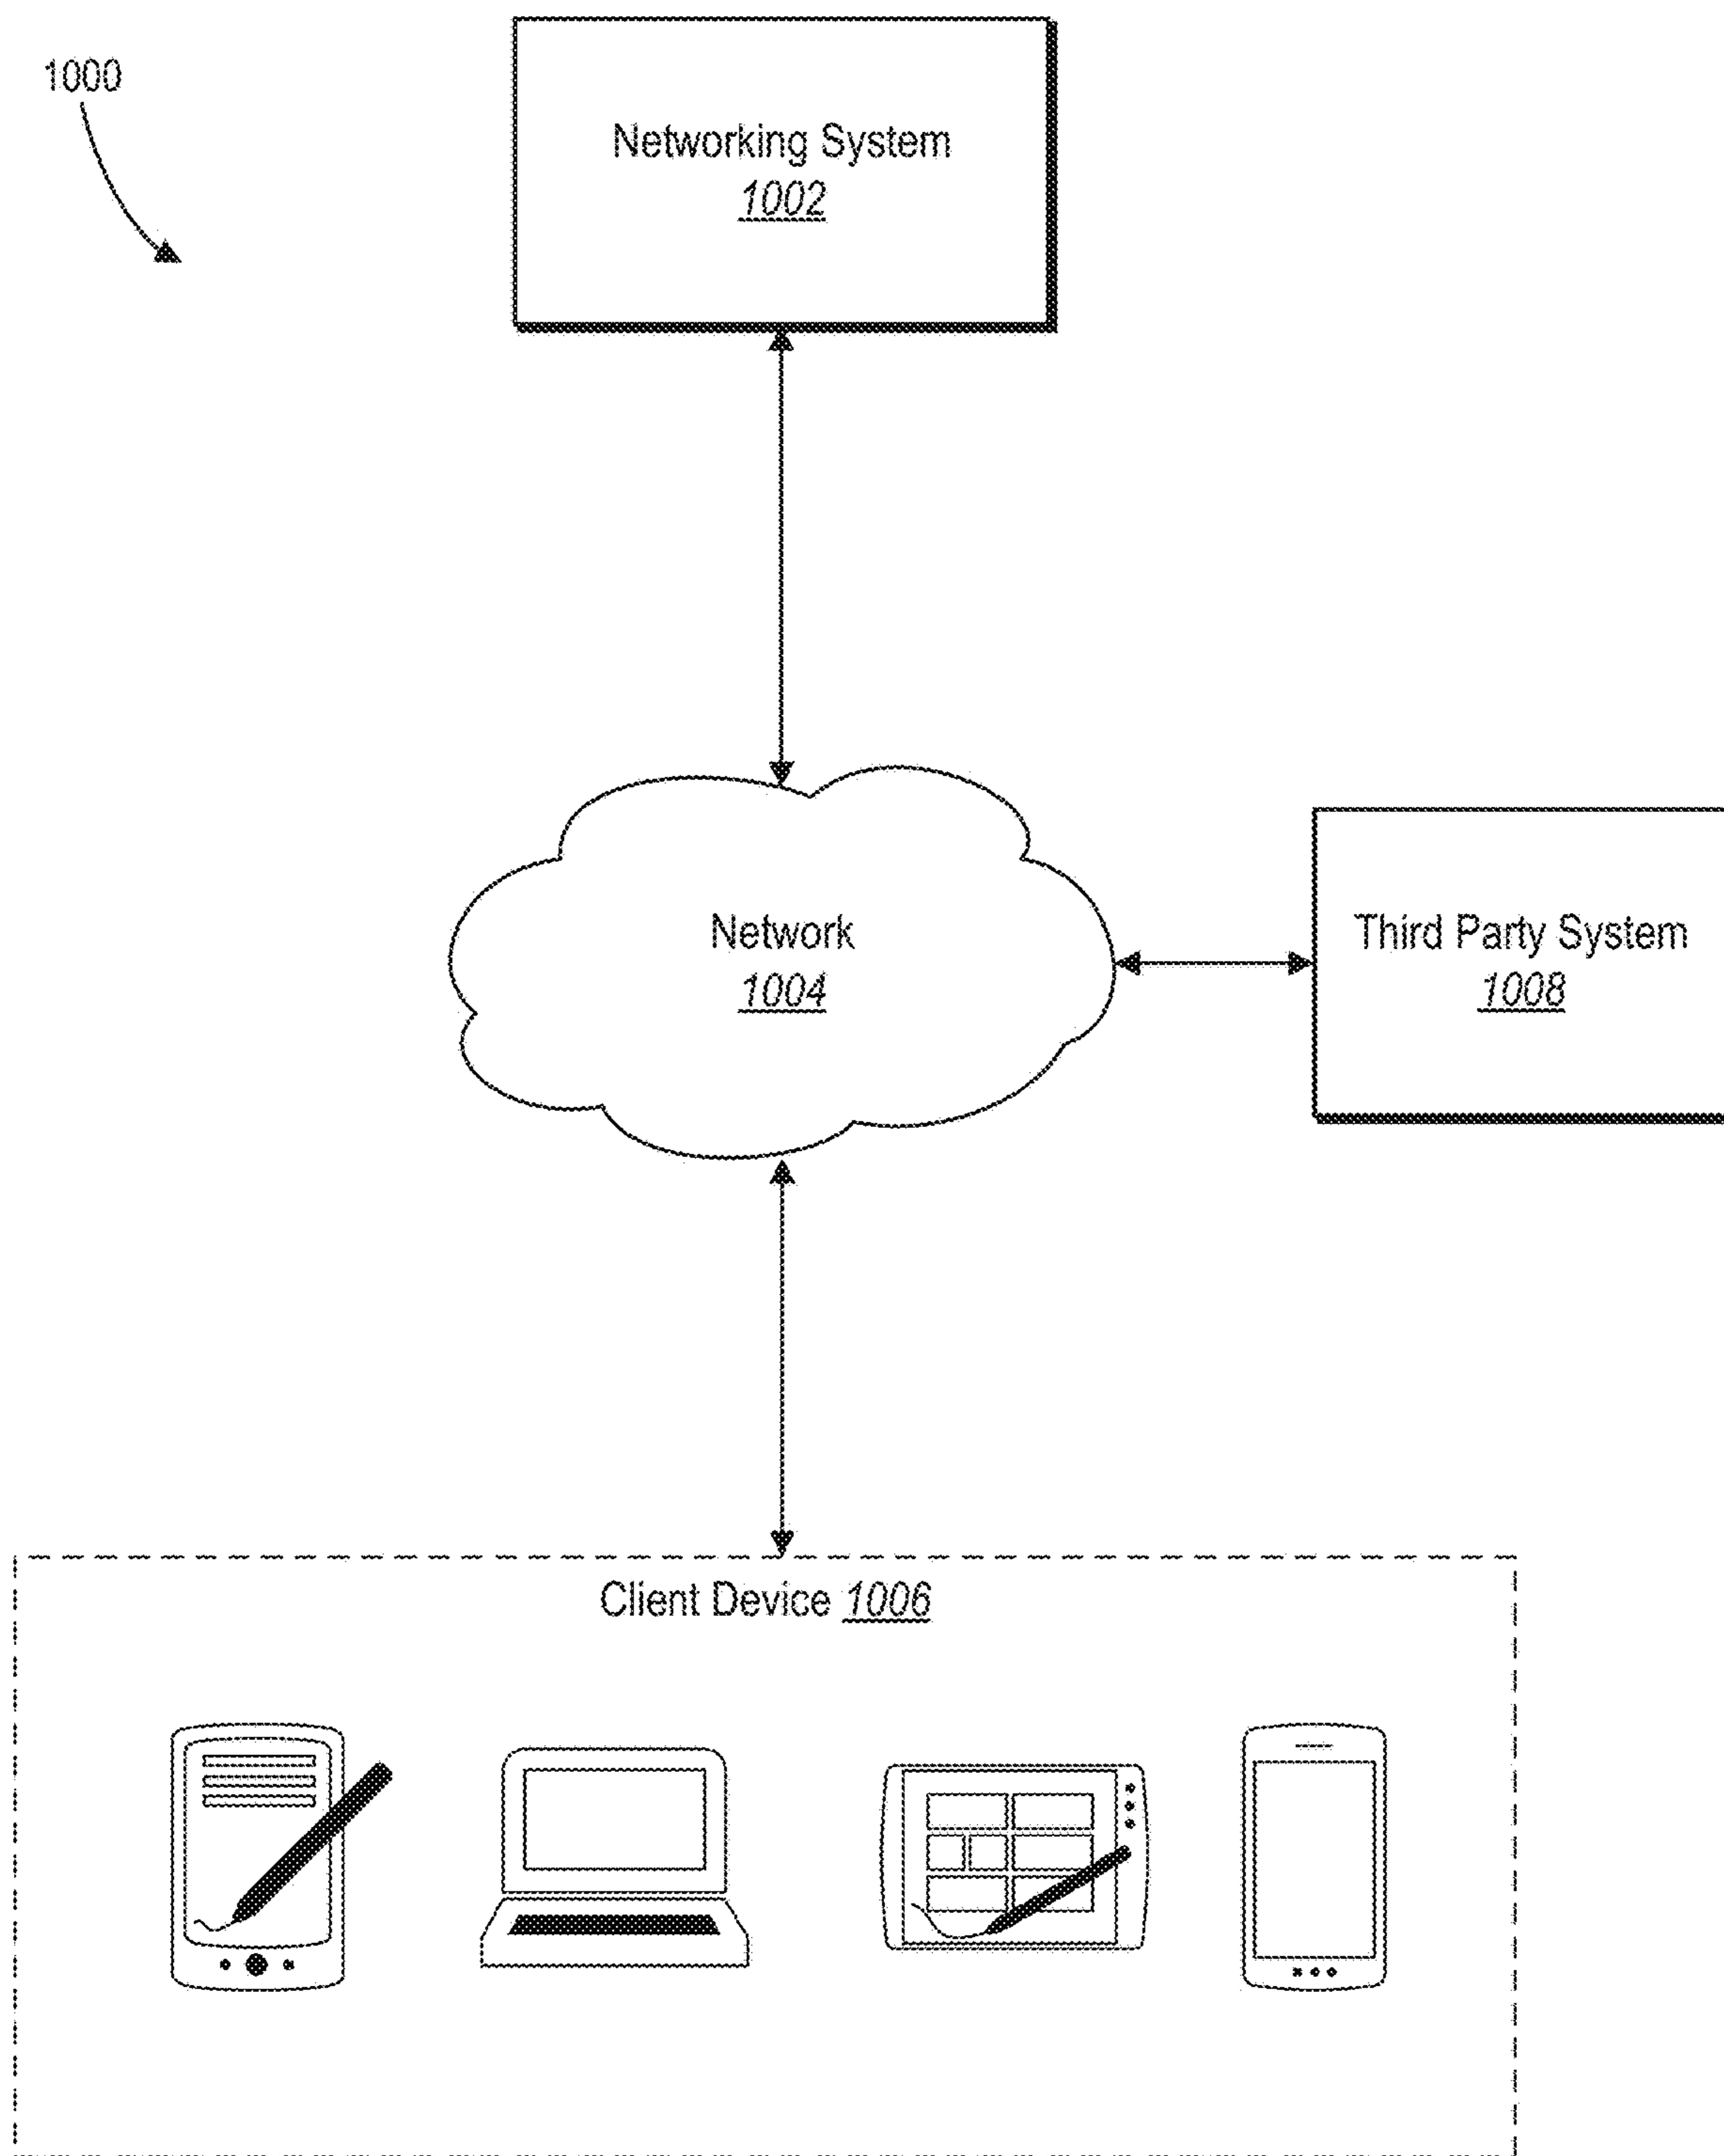 1000
Networking System
1002
Network
1004
Third Party System
1008
Client Device 1006